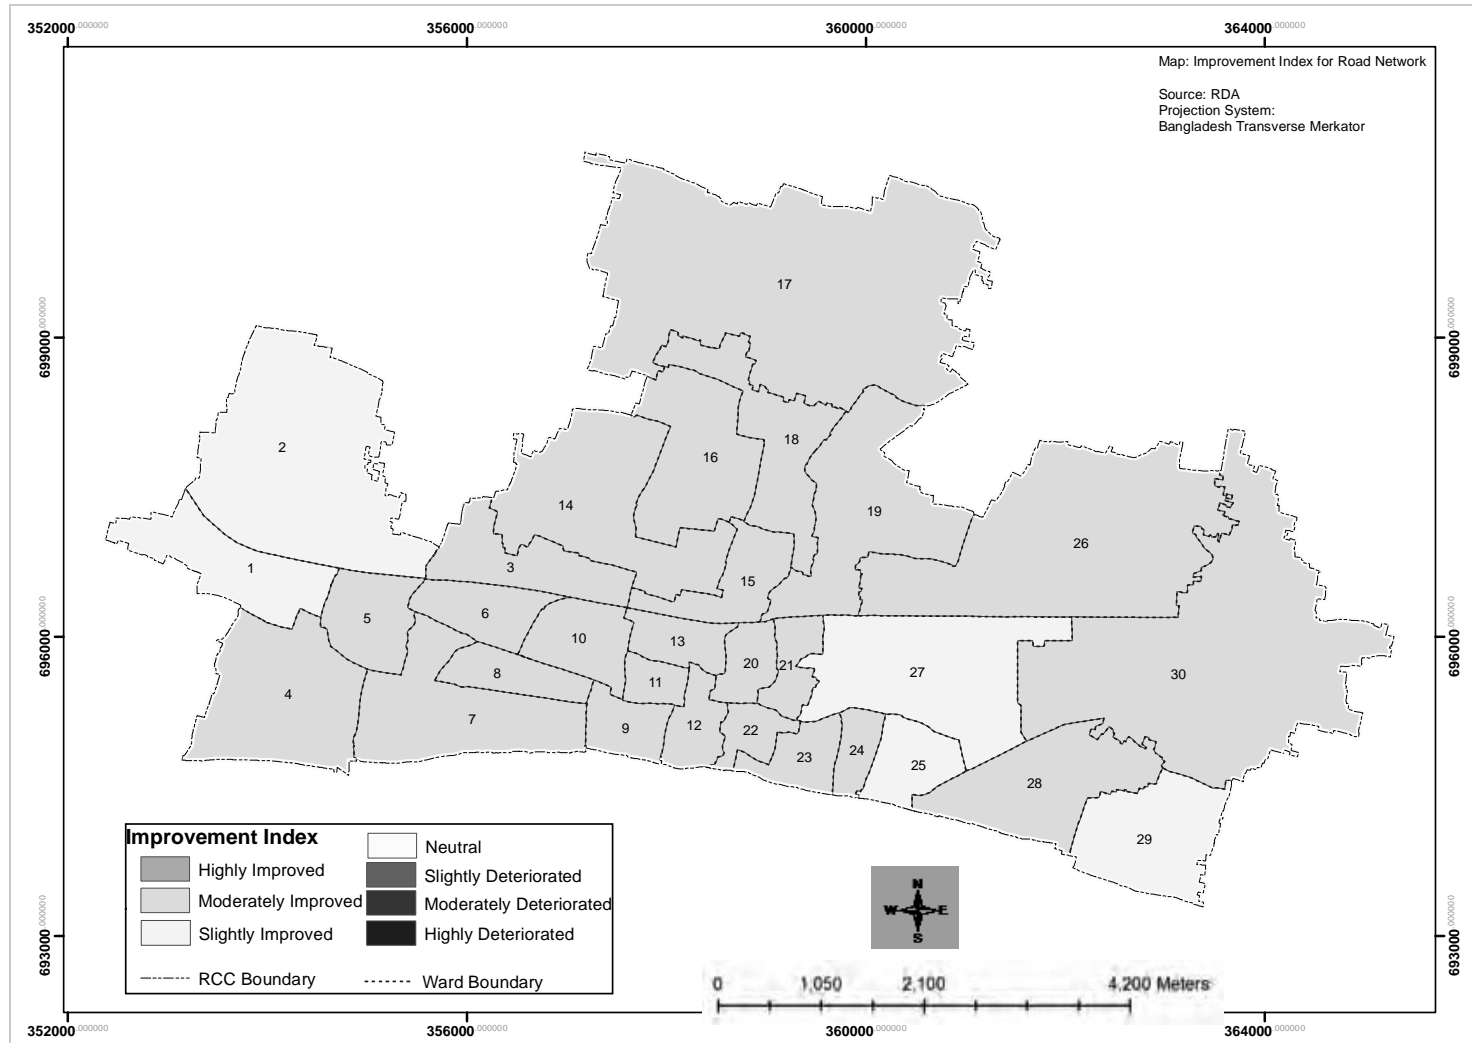 352000.000000 356000.000000 360000.000000 364000.000000
Map: Improvement Index for Road Network
Source: RDA
Projection System:
Bangladesh Transverse Merkator
17
699000.000000 699000.000000
2
18
16
14
19
26
3
1
15
5
6
10
13
696000.000000 696000.000000
20
21
27
30
8
11
4
7
9
12
22
23
24
25
28
29
Improvement Index
Highly Improved
Moderately Improved
Slightly Improved
Neutral
Slightly Deteriorated
Moderately Deteriorated
Highly Deteriorated
RCC Boundary
Ward Boundary
N
W E
S
693000.000000 693000.000000
0 1,050 2,100 4,200 Meters
352000.000000 356000.000000 360000.000000 364000.000000